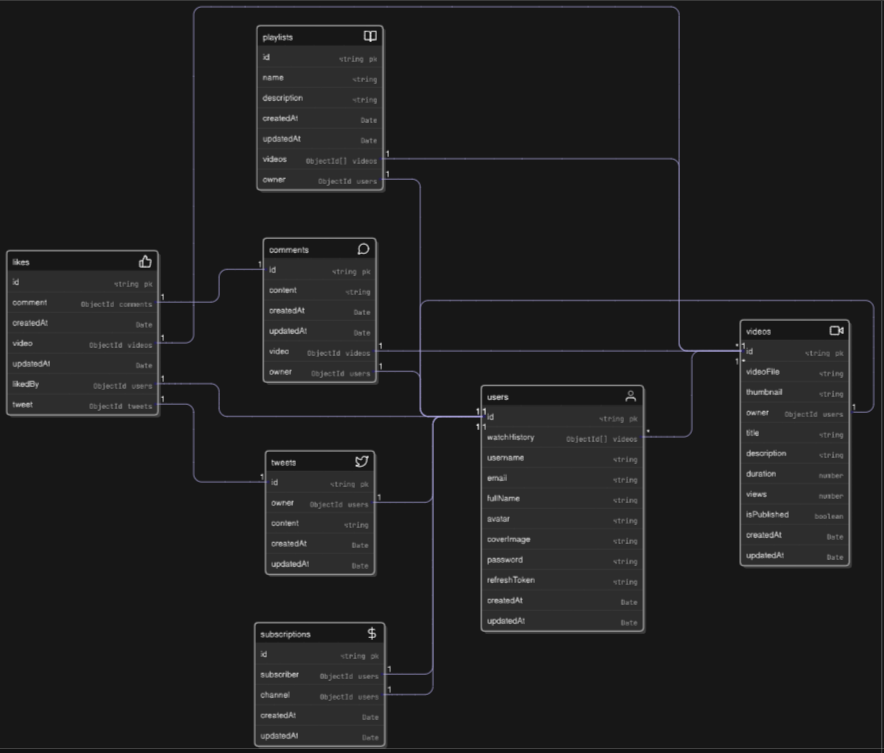 playlists
id string pk
name string
description string
createdAt Date
updatedAt Date
videos ObjectId[] videos
owner ObjectId users
1
1
likes
id string pk
comment ObjectId comments
createdAt Date
video ObjectId videos
updatedAt Date
likedBy ObjectId users
tweet ObjectId tweets
1
1
1
1
comments
1
id string pk
content string
createdAt Date
updatedAt Date
video ObjectId videos
owner ObjectId users
1
1
tweets
1
id string pk
owner ObjectId users
content string
createdAt Date
updatedAt Date
1
subscriptions
id string pk
subscriber ObjectId users
channel ObjectId users
createdAt Date
updatedAt Date
1
1
users
11
id string pk
11
watchHistory ObjectId[] videos
*
username string
email string
fullName string
avatar string
coverImage string
password string
refreshToken string
createdAt Date
updatedAt Date
videos
*1
id string pk
1*
videoFile string
thumbnail string
owner ObjectId users
1
title string
description string
duration number
views number
isPublished boolean
createdAt Date
updatedAt Date